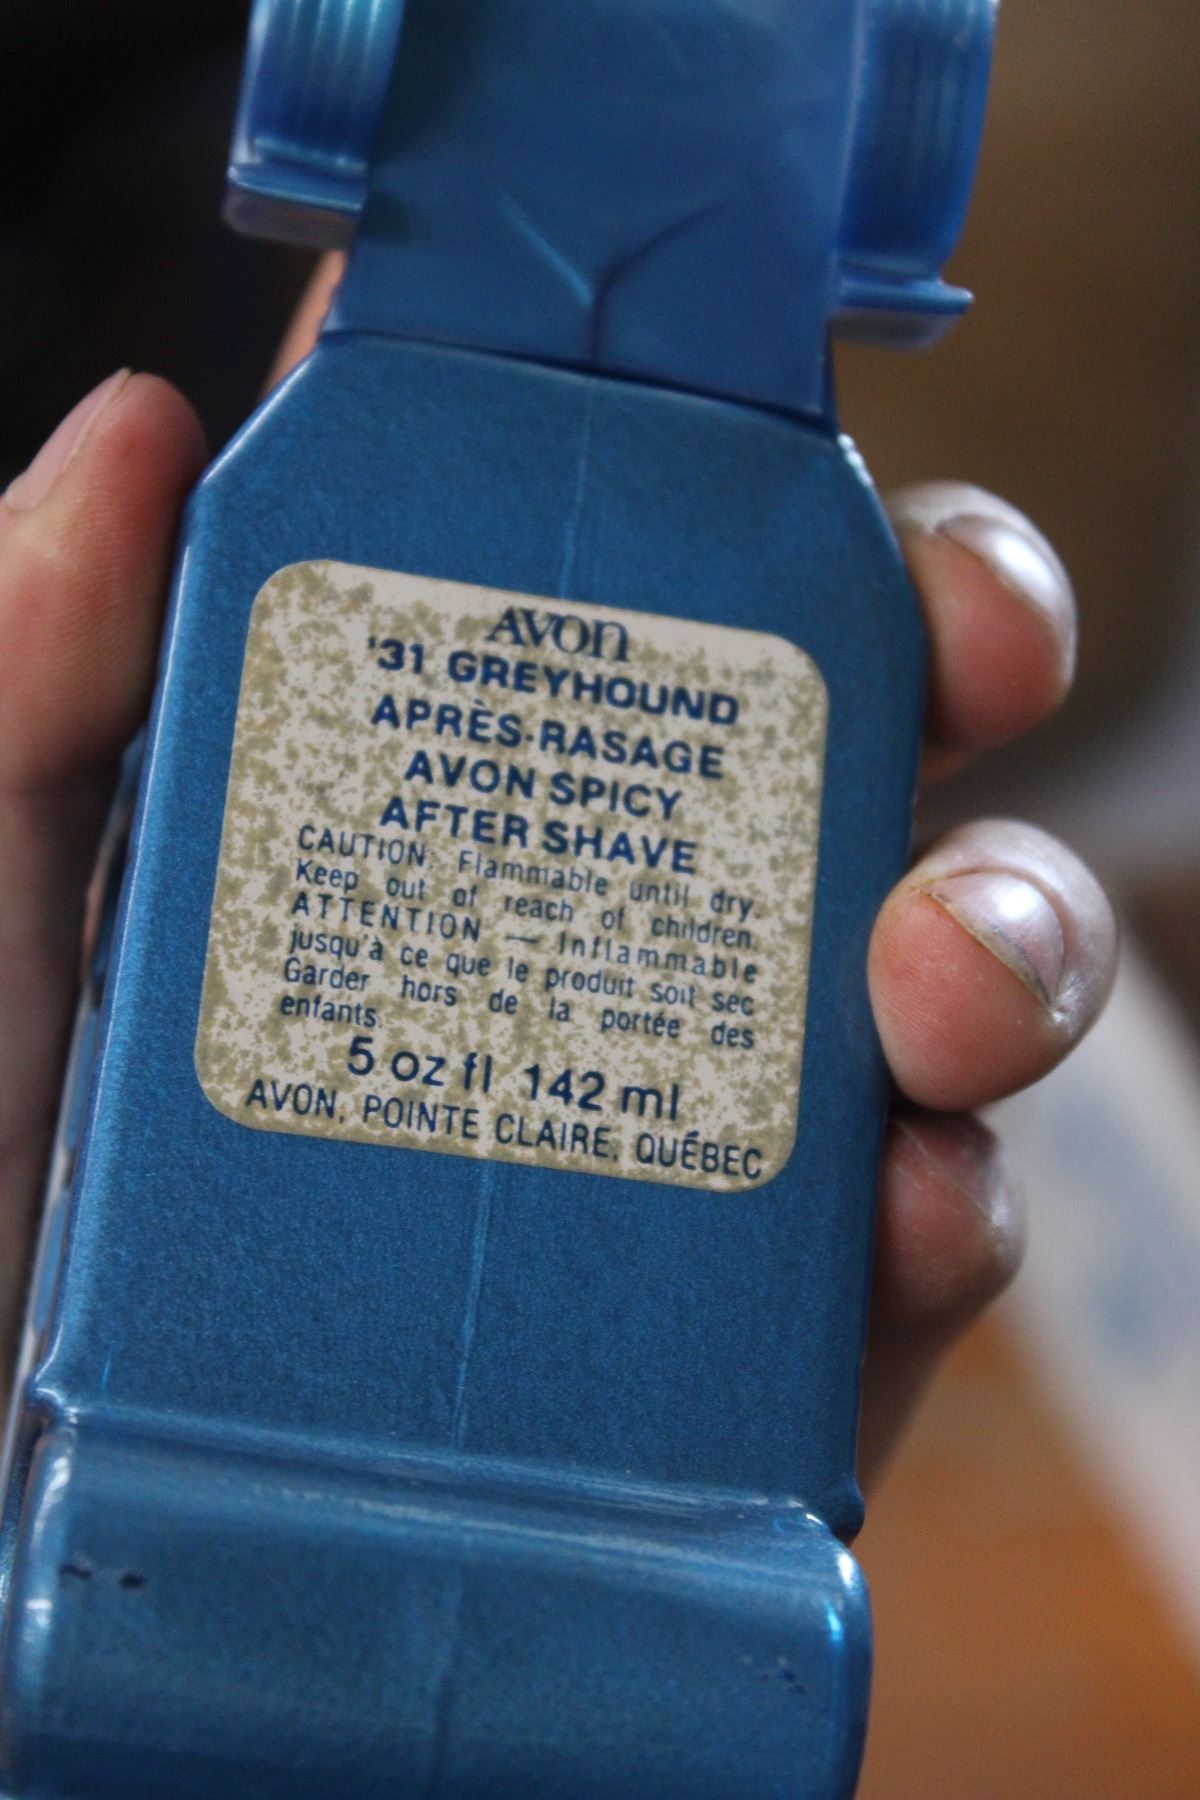 AVON
'31 GREYHOUND
APRÈS-RASAGE
AVON SPICY
AFTER SHAVE
CAUTION: Flammable until dry.
Keep out of reach of children.
ATTENTION — Inflammable
jusqu'à ce que le produit soit sec
Garder hors de la portée des
enfants.
5 oz fl 142 ml
AVON, POINTE CLAIRE, QUÉBEC